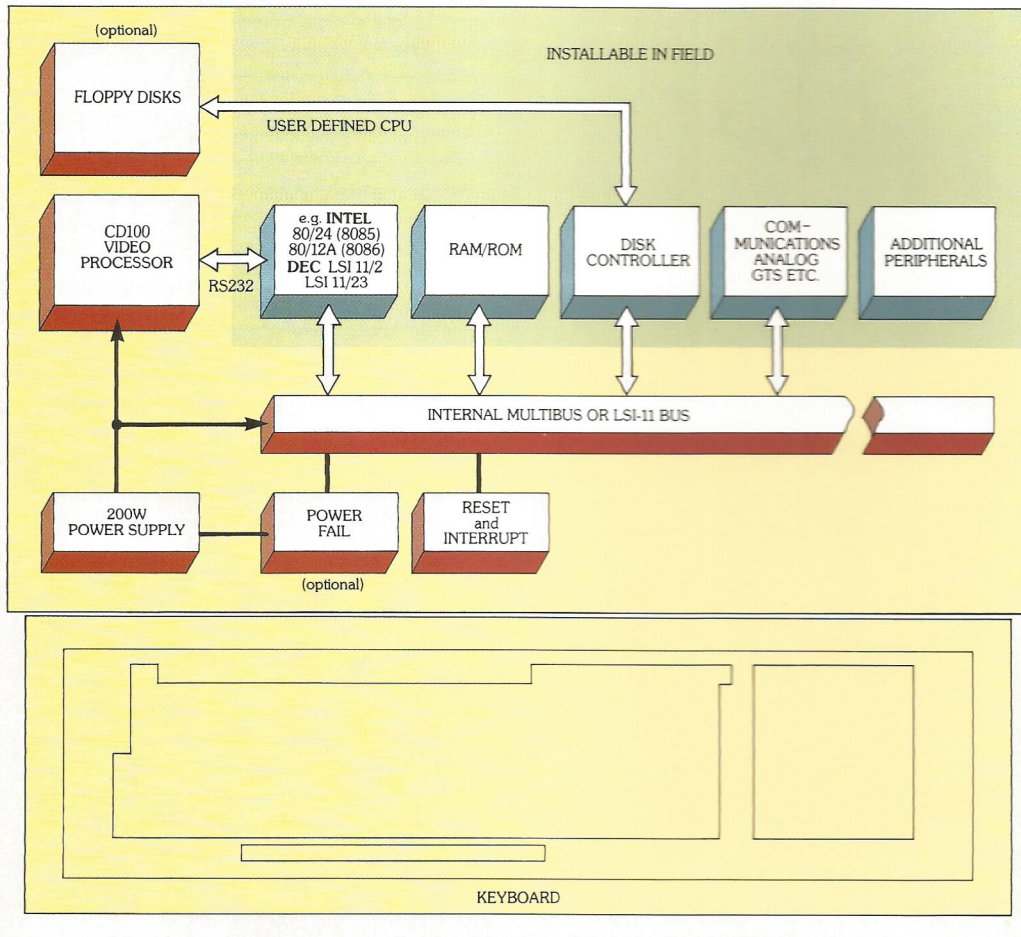 (optional)
INSTALLABLE IN FIELD
FLOPPY DISKS
USER DEFINED CPU
CD100
VIDEO
PROCESSOR
RS232
e.g. INTEL
80/24 (8085)
80/12A (8086)
DEC LSI 11/2
LSI 11/23
RAM/ROM
DISK
CONTROLLER
COM–
MUNICATIONS
ANALOG
GTS ETC.
ADDITIONAL
PERIPHERALS
INTERNAL MULTIBUS OR LSI-11 BUS
200W
POWER SUPPLY
POWER
FAIL
(optional)
RESET
and
INTERRUPT
KEYBOARD